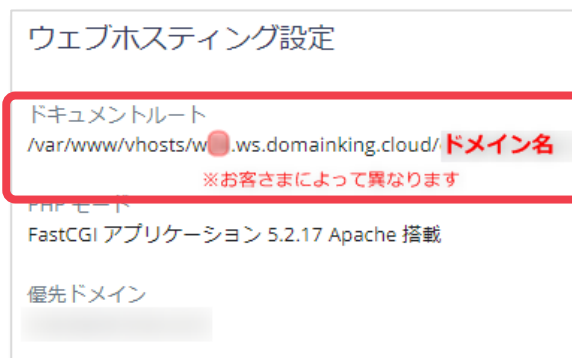 ウェブホスティング設定
ドキュメントルート
/var/www/vhosts/w .ws.domainking.cloud/ ドメイン名
※お客さまによって異なります
PHP モード
FastCGI アプリケーション 5.2.17 Apache 搭載
優先ドメイン